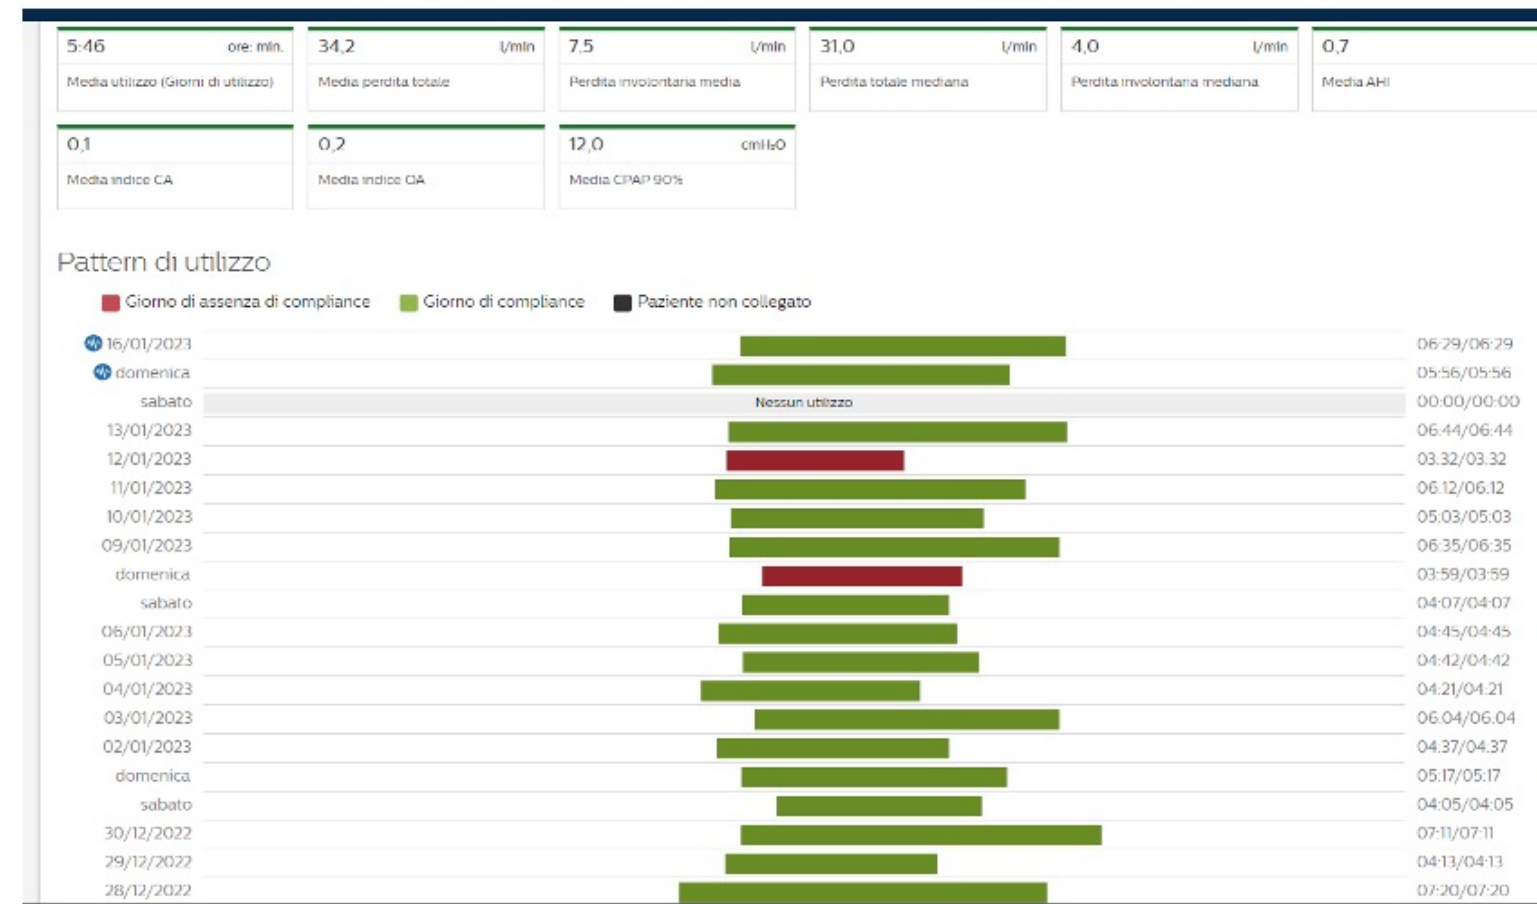 5:46 ore: min. 34,2 l/min 7,5 l/min 31,0 l/min 4,0 l/min 0,7
Media utilizzo (Giorni di utilizzo) Media perdita totale Perdita involontaria media Perdita totale mediana Perdita involontaria mediana Media AHI
0,1 0,2 12,0 cmH₂O
Media indice CA Media indice OA Media CPAP 90%
Pattern di utilizzo
Giorno di assenza di compliance Giorno di compliance Paziente non collegato
16/01/2023 06:29/06:29
domenica 05:56/05:56
sabato Nessun utilizzo 00:00/00:00
13/01/2023 06:44/06:44
12/01/2023 03:32/03:32
11/01/2023 06:12/06:12
10/01/2023 05:03/05:03
09/01/2023 06:35/06:35
domenica 03:59/03:59
sabato 04:07/04:07
06/01/2023 04:45/04:45
05/01/2023 04:42/04:42
04/01/2023 04:21/04:21
03/01/2023 06:04/06:04
02/01/2023 04:37/04:37
domenica 05:17/05:17
sabato 04:05/04:05
30/12/2022 07:11/07:11
29/12/2022 04:13/04:13
28/12/2022 07:20/07:20